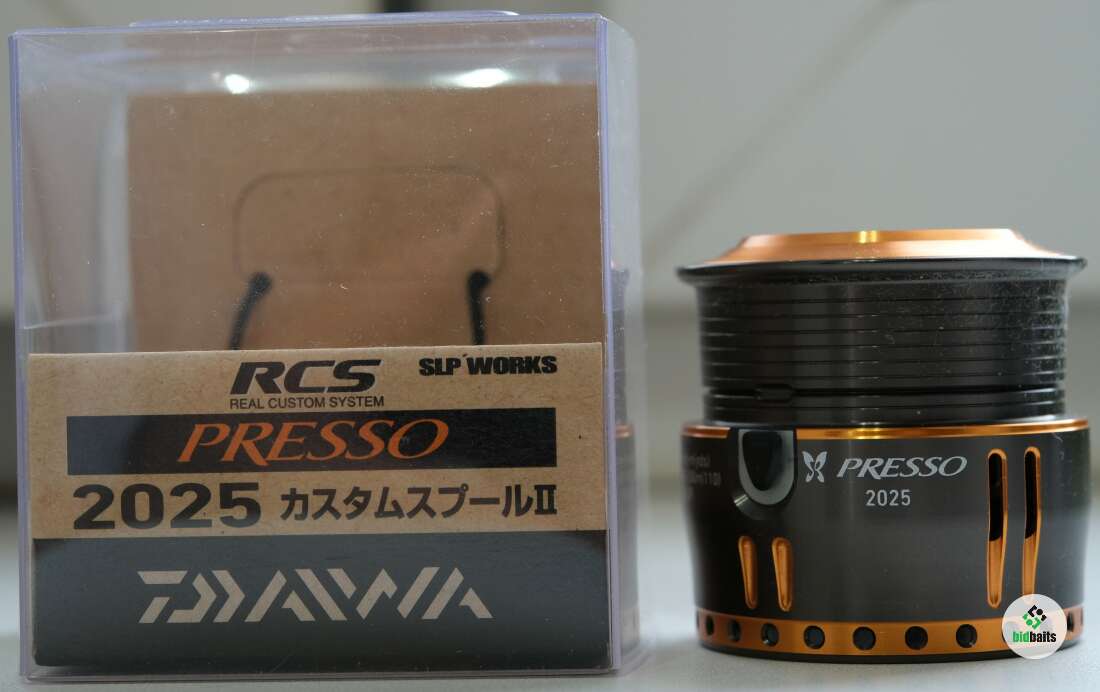 RCS
REAL CUSTOM SYSTEM
SLP WORKS
PRESSO
2025 カスタムスプールⅡ
DAIWA
PRESSO
2025
bidbaits